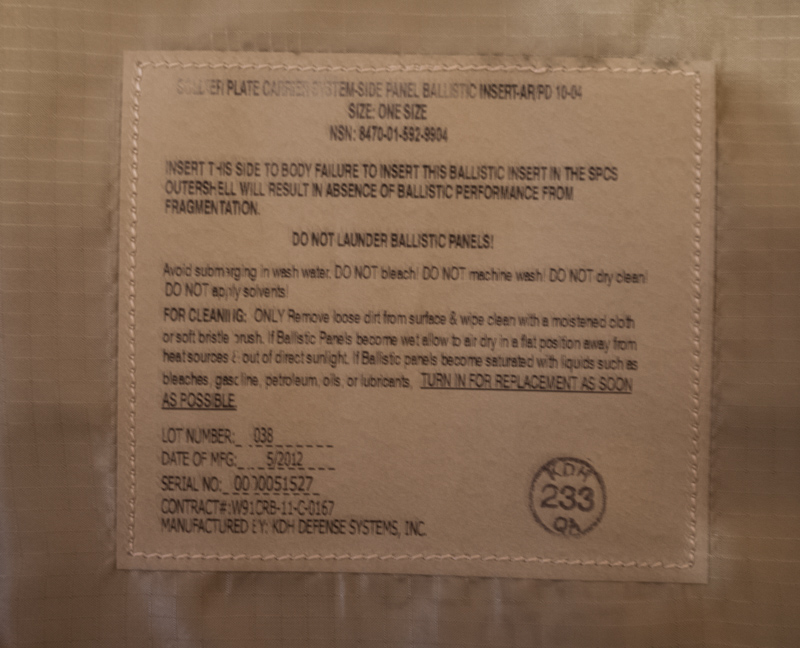 SOLDIER PLATE CARRIER SYSTEM-SIDE PANEL BALLISTIC INSERT-AR/PD 10-04
SIZE: ONE SIZE
NSN: 8470-01-592-9904
INSERT THIS SIDE TO BODY FAILURE TO INSERT THIS BALLISTIC INSERT IN THE SPCS
OUTERSHELL WILL RESULT IN ABSENCE OF BALLISTIC PERFORMANCE FROM
FRAGMENTATION.
DO NOT LAUNDER BALLISTIC PANELS!
Avoid submerging in wash water. DO NOT bleach! DO NOT machine wash! DO NOT dry clean!
DO NOT apply solvents!
FOR CLEANING: ONLY Remove loose dirt from surface & wipe clean with a moistened cloth
or soft bristle brush. If Ballistic Panels become wet allow to air dry in a flat position away from
heat sources & out of direct sunlight. If Ballistic panels become saturated with liquids such as
bleaches, gasoline, petroleum, oils, or lubricants, TURN IN FOR REPLACEMENT AS SOON
AS POSSIBLE.
LOT NUMBER: 038
DATE OF MFG: 5/2012
SERIAL NO: 0000051527
CONTRACT#:W91CRB-11-C-0167
MANUFACTURED BY: KDH DEFENSE SYSTEMS, INC.
KDH
233
QA